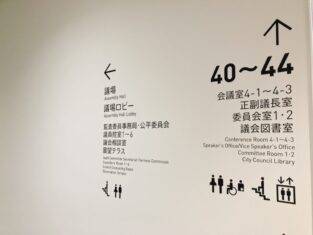 議場
Assembly Hall
議場ロビー
Assembly Hall Lobby
監査委員事務局・公平委員会
議員控室1〜6
議会相談室
展望テラス
40〜44
会議室4-1〜4-3
正副議長室
委員会室1・2
議会図書室
Conference Room 4-1〜4-3
Speaker's Office/Vice Speaker's Office
Committee Room 1・2
City Council Library